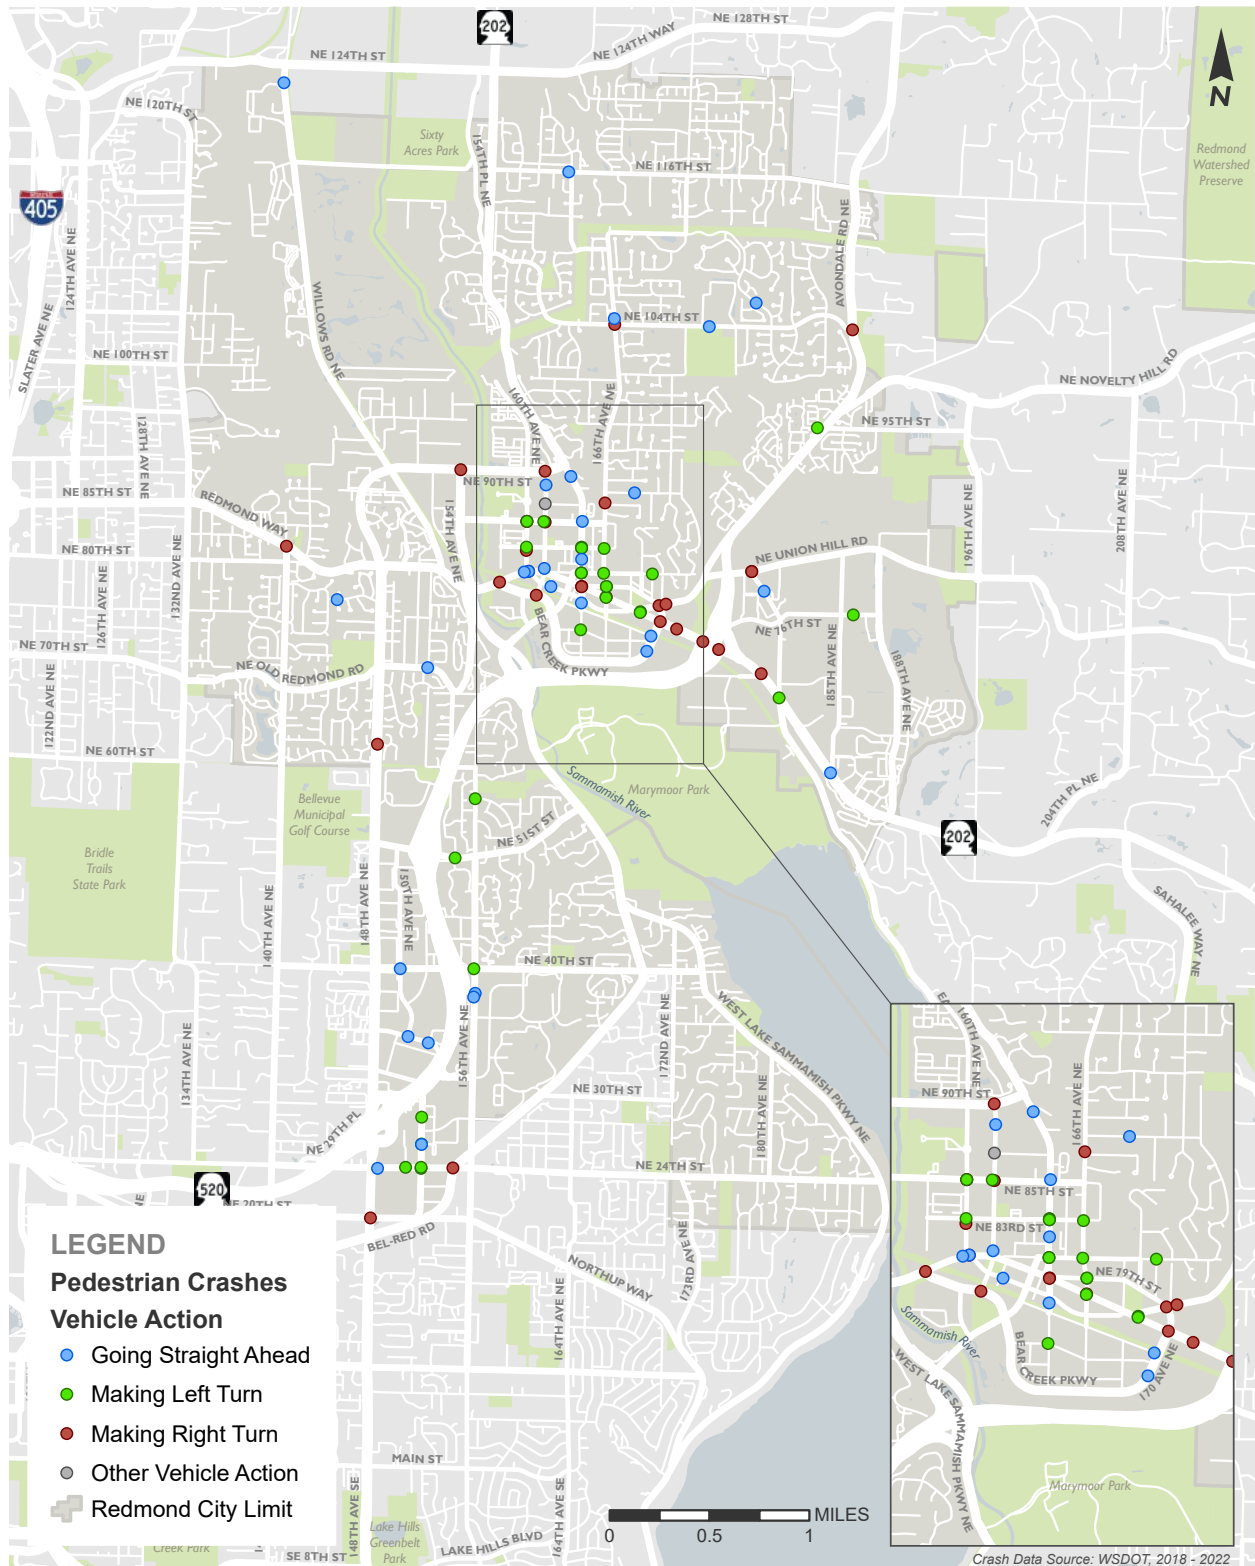 202
NE 128TH ST
NE 124TH WAY
NE 124TH ST
N
NE 120TH ST
Sixty
Acres Park
154TH PL NE
NE 116TH ST
Redmond
Watershed
Preserve
405
124TH AVE NE
AVONDALE RD NE
WILLOWS RD NE
SLATER AVE NE
NE 104TH ST
NE 100TH ST
NE NOVELTY HILL RD
160TH AVE NE
166TH AVE NE
128TH AVE NE
NE 95TH ST
NE 90TH ST
NE 85TH ST
REDMOND WAY
154TH AVE NE
196TH AVE NE
208TH AVE NE
NE 80TH ST
132ND AVE NE
126TH AVE NE
NE UNION HILL RD
NE 70TH ST
NE 76TH ST
BEAR CREEK PKWY
NE OLD REDMOND RD
185TH AVE NE
188TH AVE NE
122ND AVE NE
NE 60TH ST
Sammamish River
Marymoor Park
204TH PL NE
Bellevue
Municipal
Golf Course
NE 51ST ST
202
Bridle
Trails
State Park
148TH AVE NE
150TH AVE NE
140TH AVE NE
SAHALEE WAY NE
NE 40TH ST
WEST LAKE SAMMAMISH PKWY NE
156TH AVE NE
172ND AVE NE
134TH AVE NE
NE 30TH ST
180TH AVE NE
NE 29TH PL
NE 24TH ST
520
NE 20TH ST
BEL-RED RD
173RD AVE NE
NORTHUP WAY
164TH AVE NE
MAIN ST
148TH AVE SE
164TH AVE SE
Lake Hills
Greenbelt
Park
LAKE HILLS BLVD
Creek Park
SE 8TH ST
160TH AVE NE
NE 90TH ST
166TH AVE NE
NE 85TH ST
NE 83RD ST
NE 79TH ST
Sammamish River
BEAR CREEK PKWY
170 AVE NE
WEST LAKE SAMMAMISH PKWY NE
Marymoor Park
LEGEND
Pedestrian Crashes
Vehicle Action
Going Straight Ahead
Making Left Turn
Making Right Turn
Other Vehicle Action
Redmond City Limit
MILES
0 0.5 1
Crash Data Source: WSDOT, 2018 - 2022